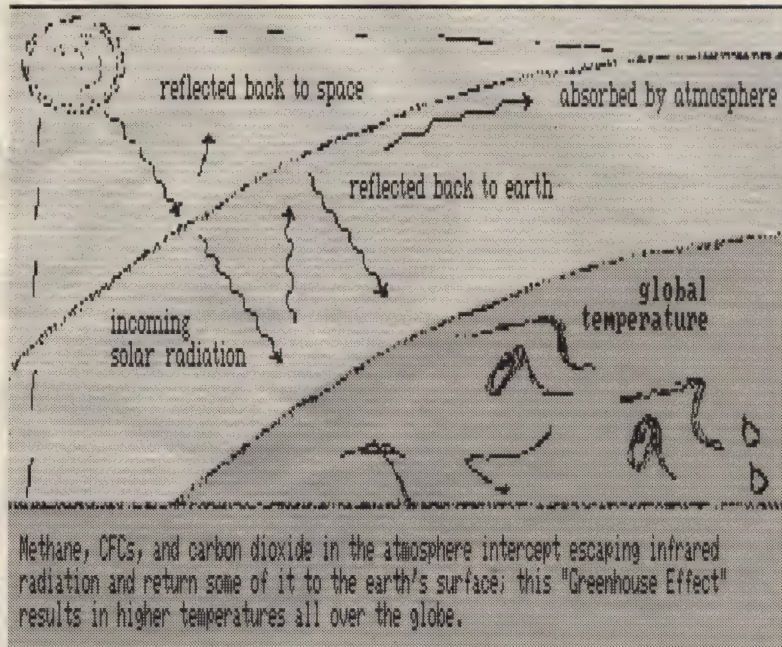 reflected back to space
absorbed by atmosphere
reflected back to earth
incoming
solar radiation
global
temperature
Methane, CFCs, and carbon dioxide in the atmosphere intercept escaping infrared
radiation and return some of it to the earth's surface; this "Greenhouse Effect"
results in higher temperatures all over the globe.